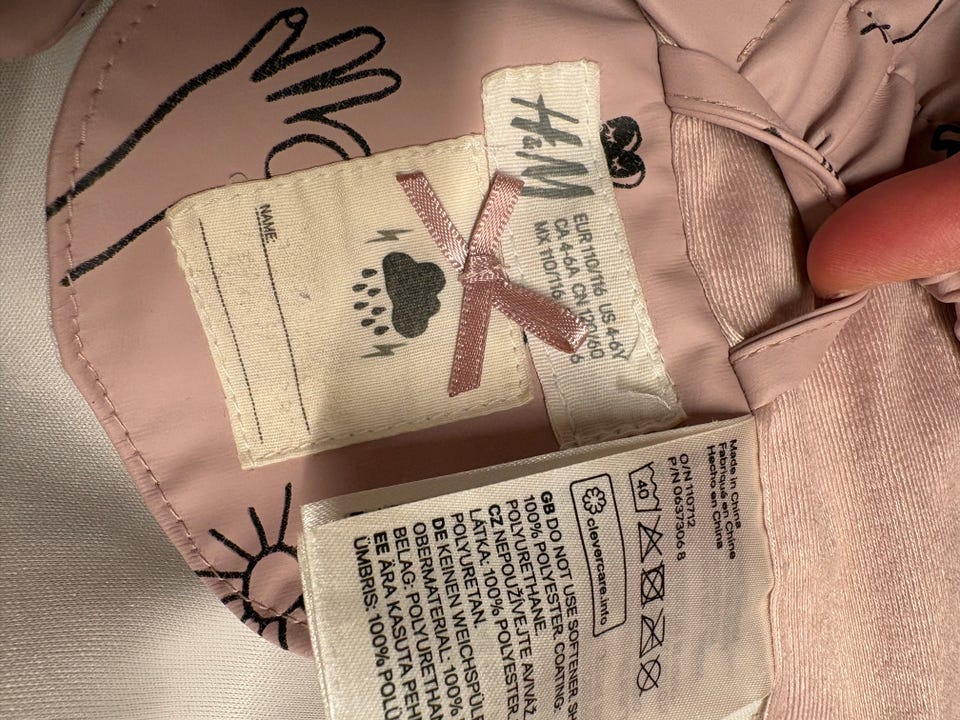 NAME:
H&M
EUR 110/116 US 4-6Y
CA 4-6A CN 120/60
MX 110/116
Made in China
Fabriqué en Chine
Hecho en China
O/N 110712
P/N 0637306 8
40
clevercare.info
GB DO NOT USE SOFTENER. SH
100% POLYESTER. COATING:
POLYURETHANE.
CZ NEPOUŽÍVEJTE AVIVÁŽ.
LÁTKA: 100% POLYESTER.
POLYURETAN.
DE KEINEN WEICHSPÜL
OBERMATERIAL: 100%
BELAG: POLYURETHAN
EE ÄRA KASUTA PEH
ÜMBRIS: 100% POLÜ